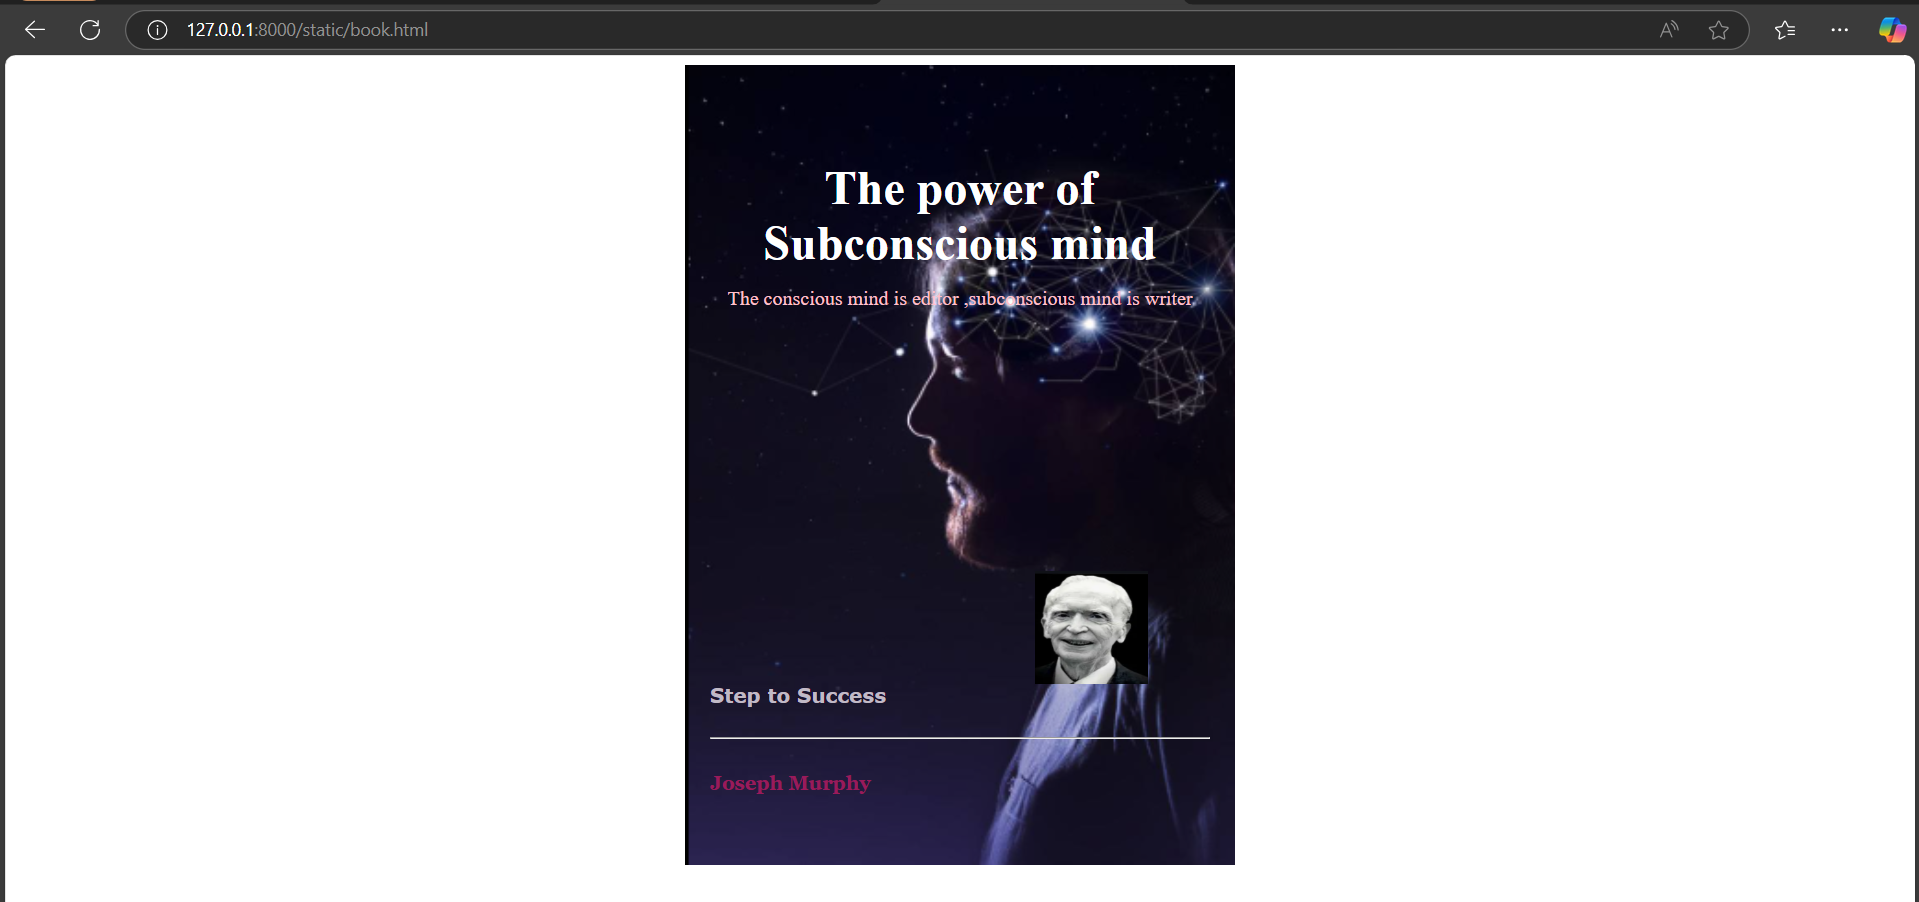 127.0.0.1:8000/static/book.html
The power of
Subconscious mind
The conscious mind is editor ,subconscious mind is writer.
Step to Success
Joseph Murphy